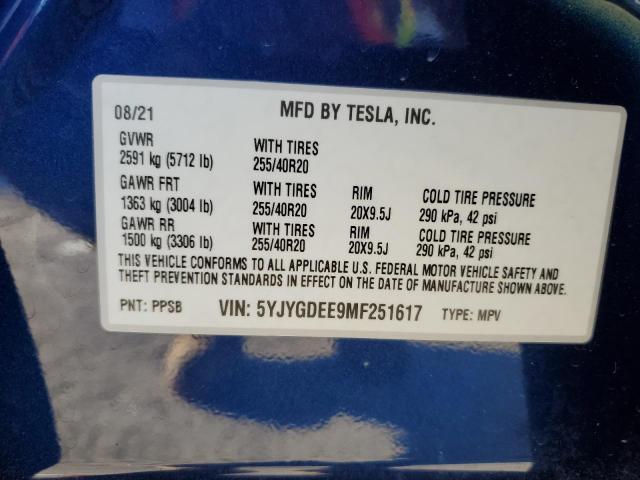 08/21 MFD BY TESLA, INC.
GVWR WITH TIRES
2591 kg (5712 lb) 255/40R20
GAWR FRT WITH TIRES RIM COLD TIRE PRESSURE
1363 kg (3004 lb) 255/40R20 20X9.5J 290 kPa, 42 psi
GAWR RR WITH TIRES RIM COLD TIRE PRESSURE
1500 kg (3306 lb) 255/40R20 20X9.5J 290 kPa, 42 psi
THIS VEHICLE CONFORMS TO ALL APPLICABLE U.S. FEDERAL MOTOR VEHICLE SAFETY AND
THEFT PREVENTION STANDARDS IN EFFECT ON THE DATE OF MANUFACTURE SHOWN ABOVE.
PNT: PPSB VIN: 5YJYGDEE9MF251617 TYPE: MPV